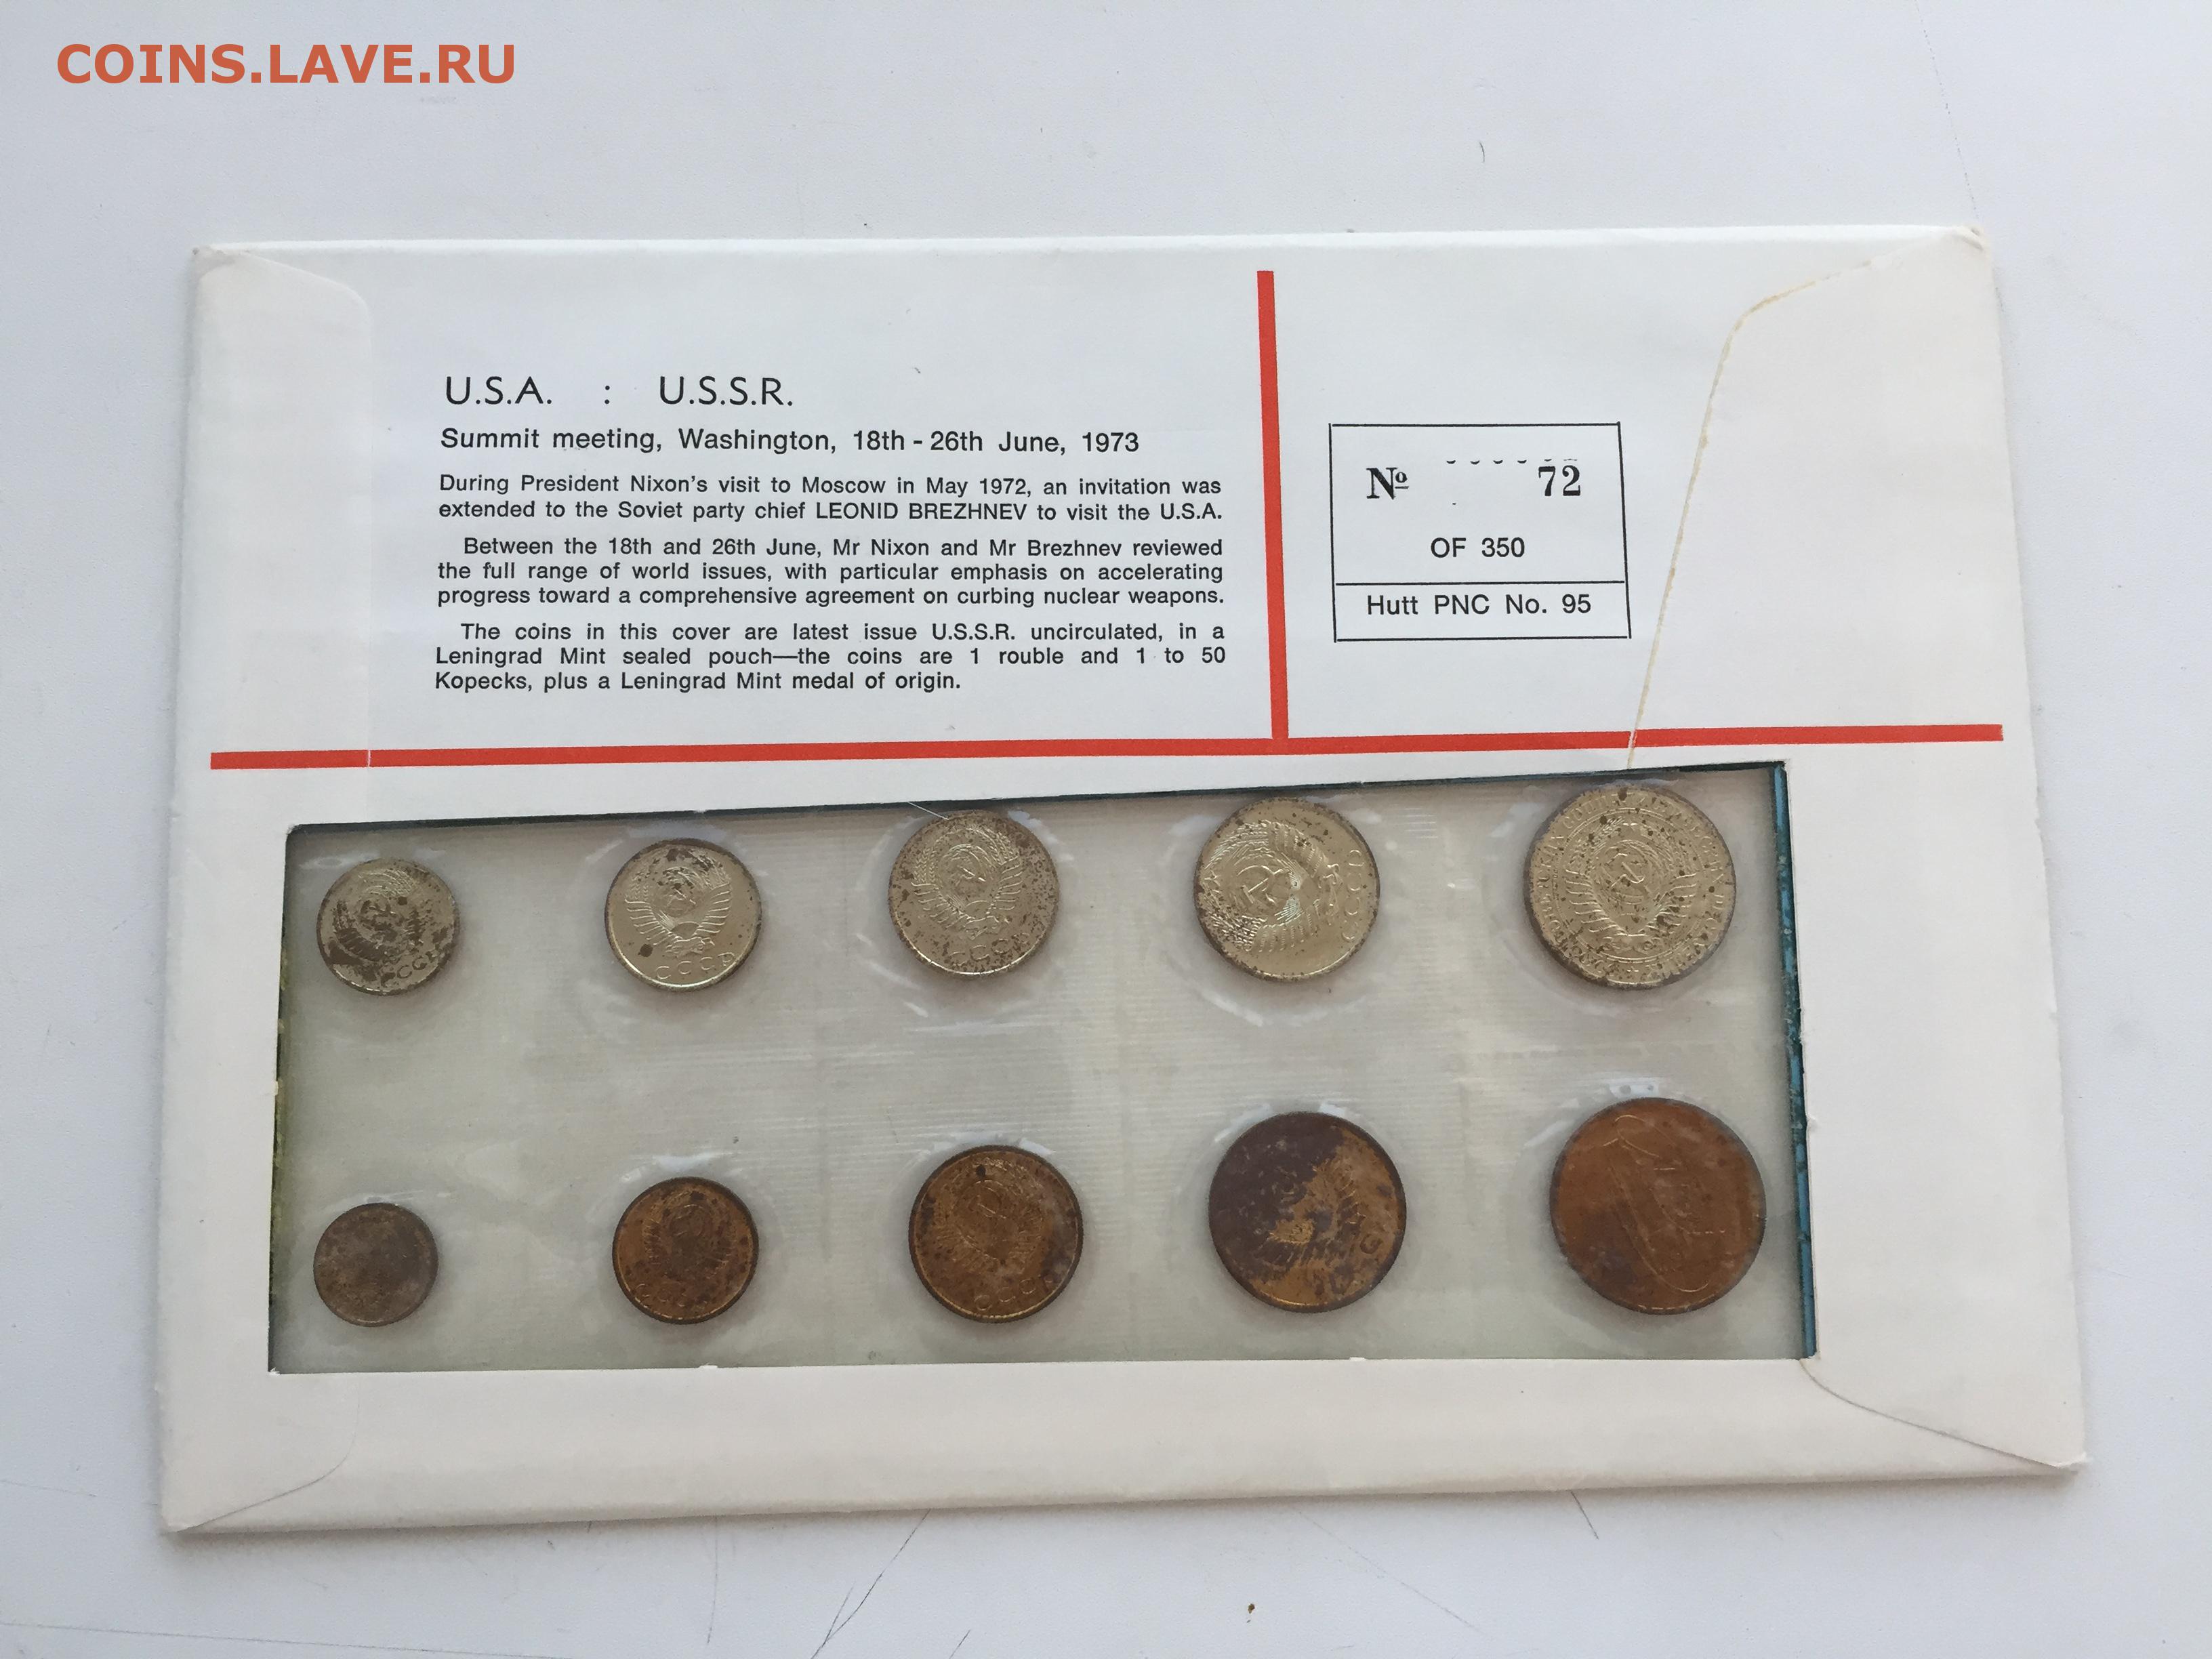 COINS.LAVE.RU
U.S.A. : U.S.S.R.
Summit meeting, Washington, 18th - 26th June, 1973
During President Nixon's visit to Moscow in May 1972, an invitation was
extended to the Soviet party chief LEONID BREZHNEV to visit the U.S.A.
Between the 18th and 26th June, Mr Nixon and Mr Brezhnev reviewed
the full range of world issues, with particular emphasis on accelerating
progress toward a comprehensive agreement on curbing nuclear weapons.
The coins in this cover are latest issue U.S.S.R. uncirculated, in a
Leningrad Mint sealed pouch—the coins are 1 rouble and 1 to 50
Kopecks, plus a Leningrad Mint medal of origin.
№ 72
OF 350
Hutt PNC No. 95
СССР
СССР
СССР
СССР
СССР
СССР